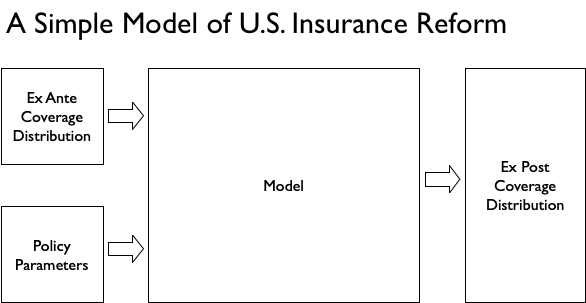 A Simple Model of U.S. Insurance Reform
Ex Ante
Coverage
Distribution
Model
Ex Post
Coverage
Distribution
Policy
Parameters